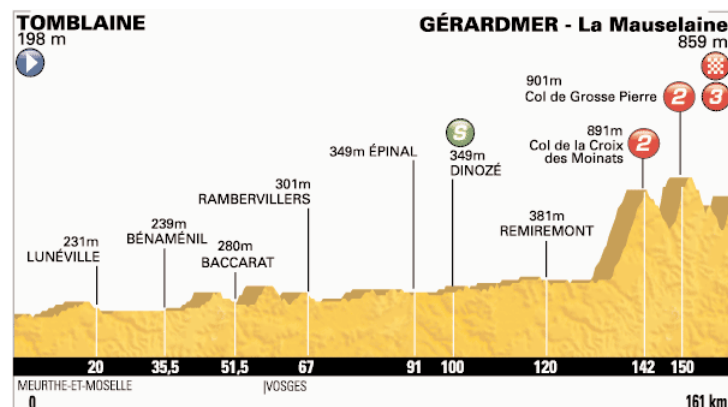 TOMBLAINE
198 m
GÉRARDMER - La Mauselaine
859 m
3
901m
Col de Grosse Pierre
2
891m
Col de la Croix
des Moinats
2
S
349m
DINOZÉ
349m ÉPINAL
301m
RAMBERVILLERS
381m
REMIREMONT
239m
BÉNAMÉNIL
231m
LUNÉVILLE
280m
BACCARAT
20 35,5 51,5 67 91 100 120 142 150
MEURTHE-ET-MOSELLE |VOSGES
0 161 km